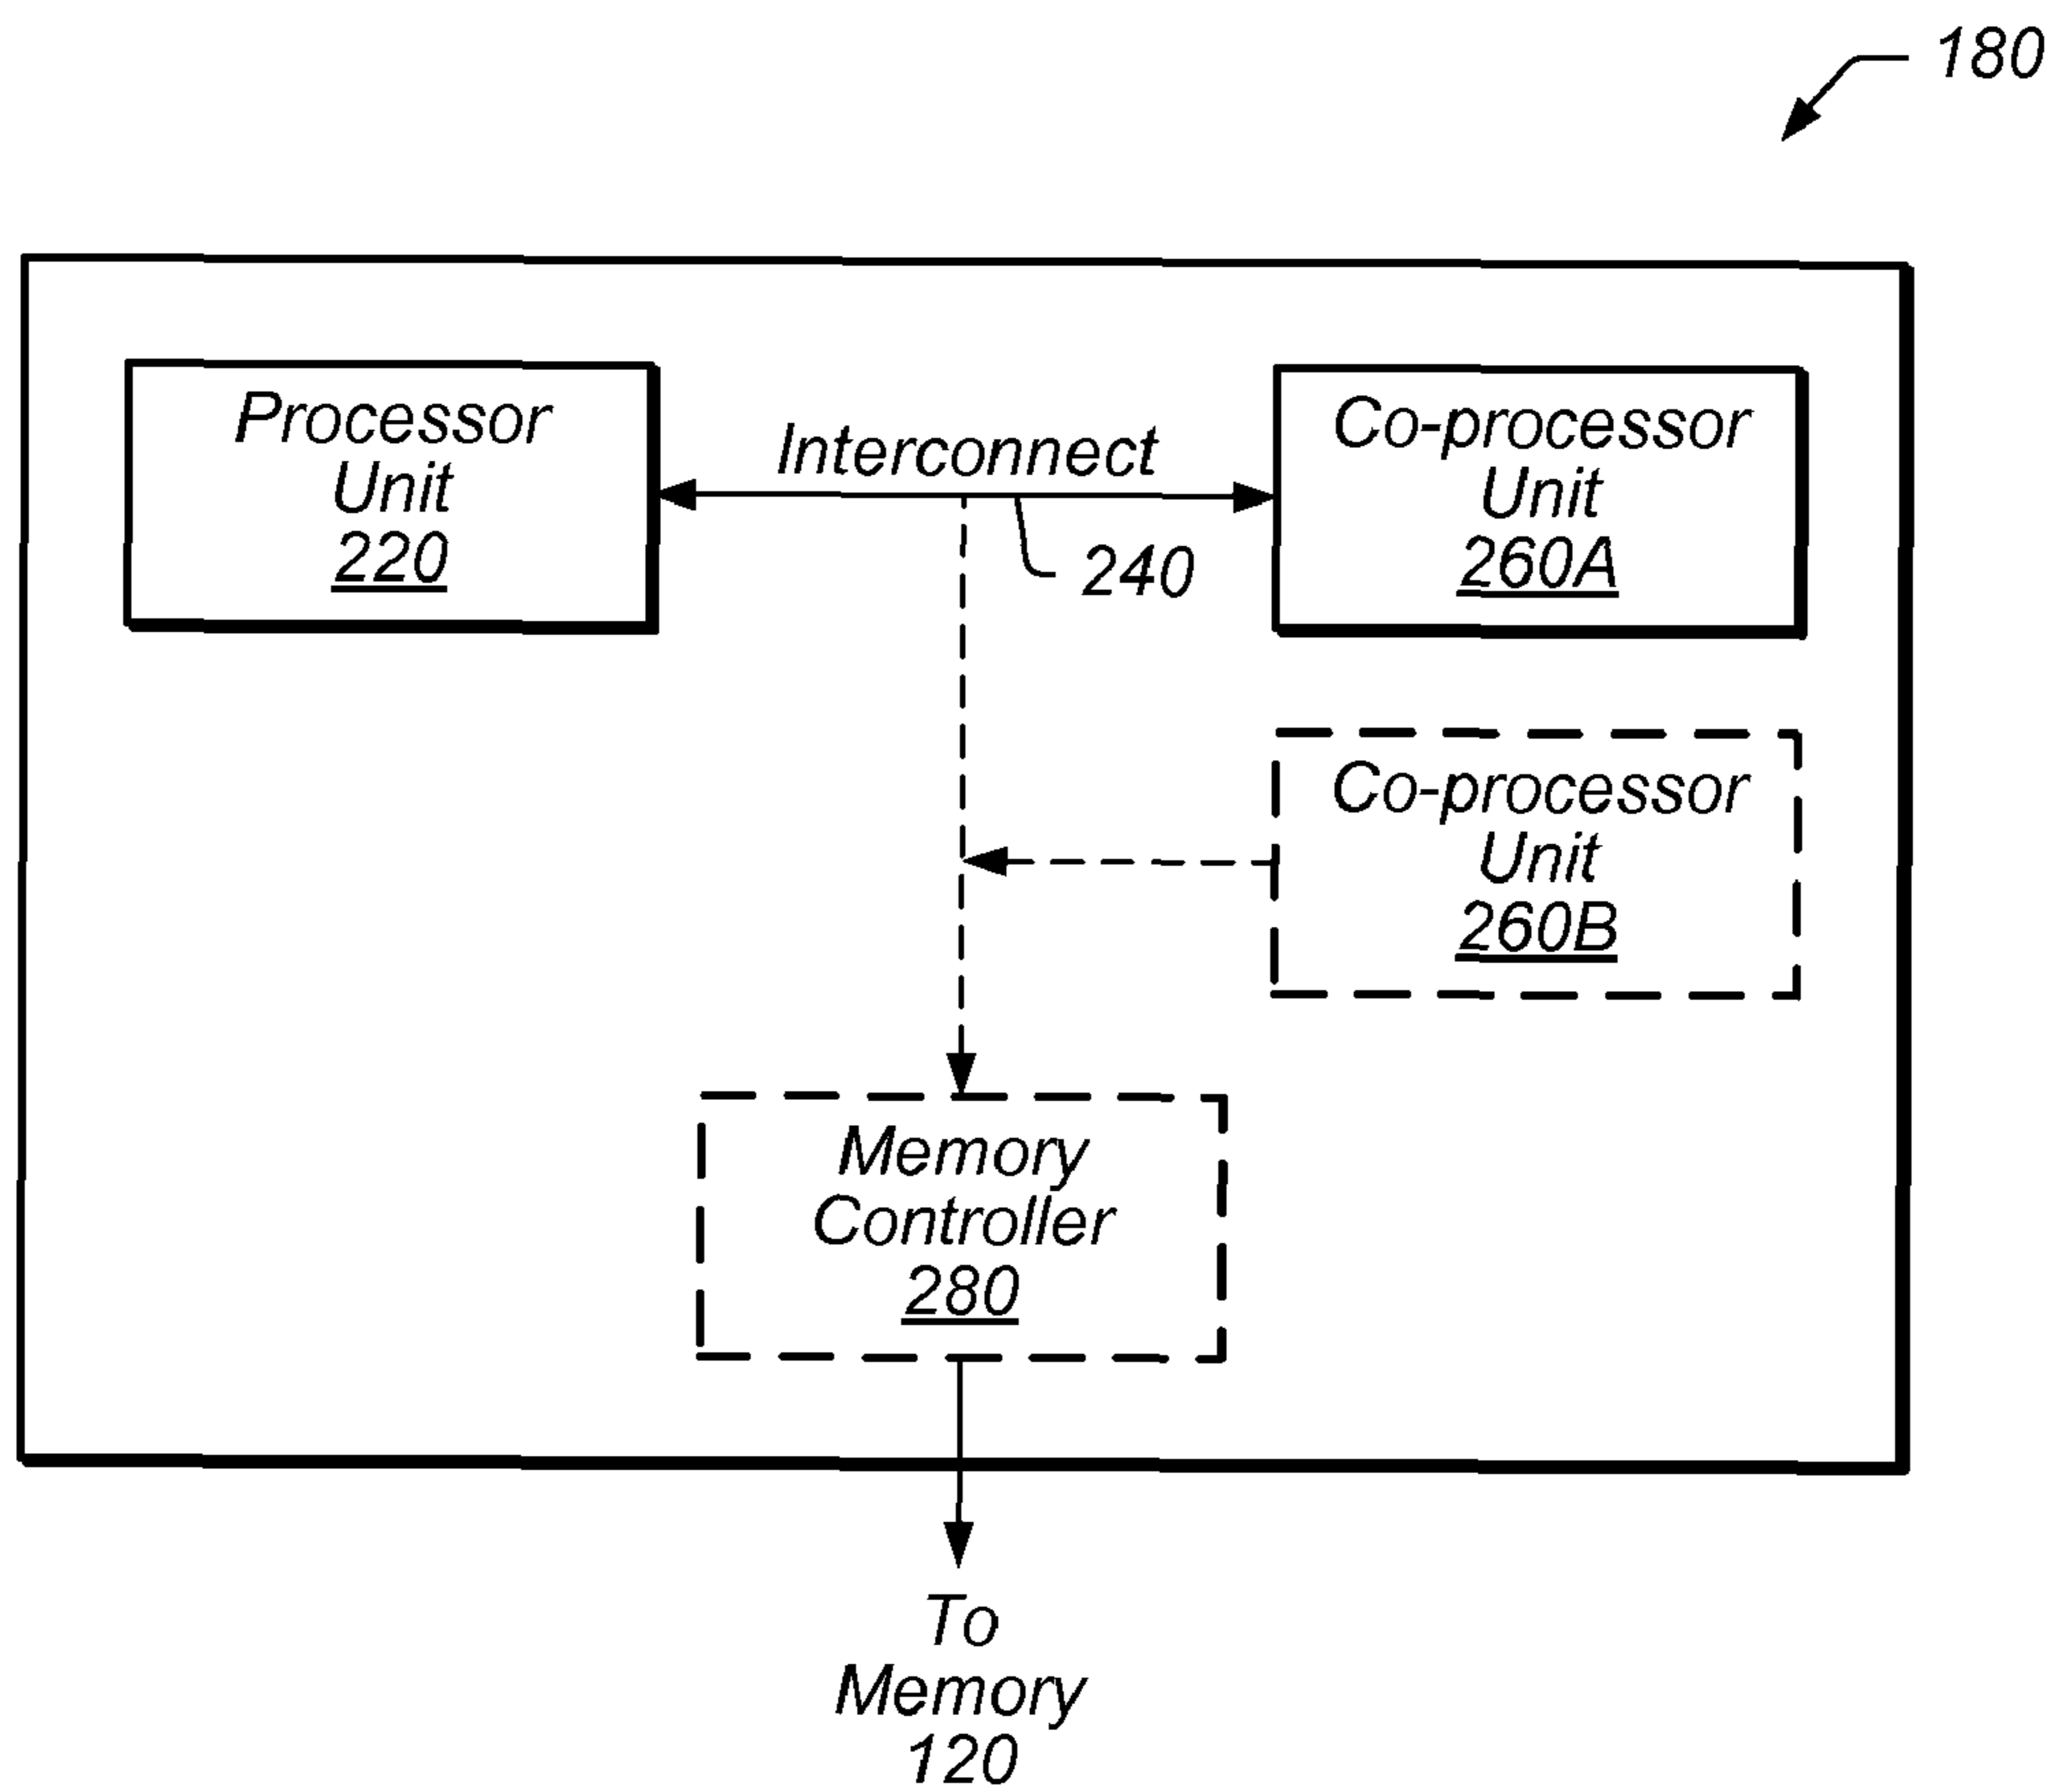 180
Processor
Unit
220
Interconnect
240
Co-processor
Unit
260A
Co-processor
Unit
260B
Memory
Controller
280
To
Memory
120